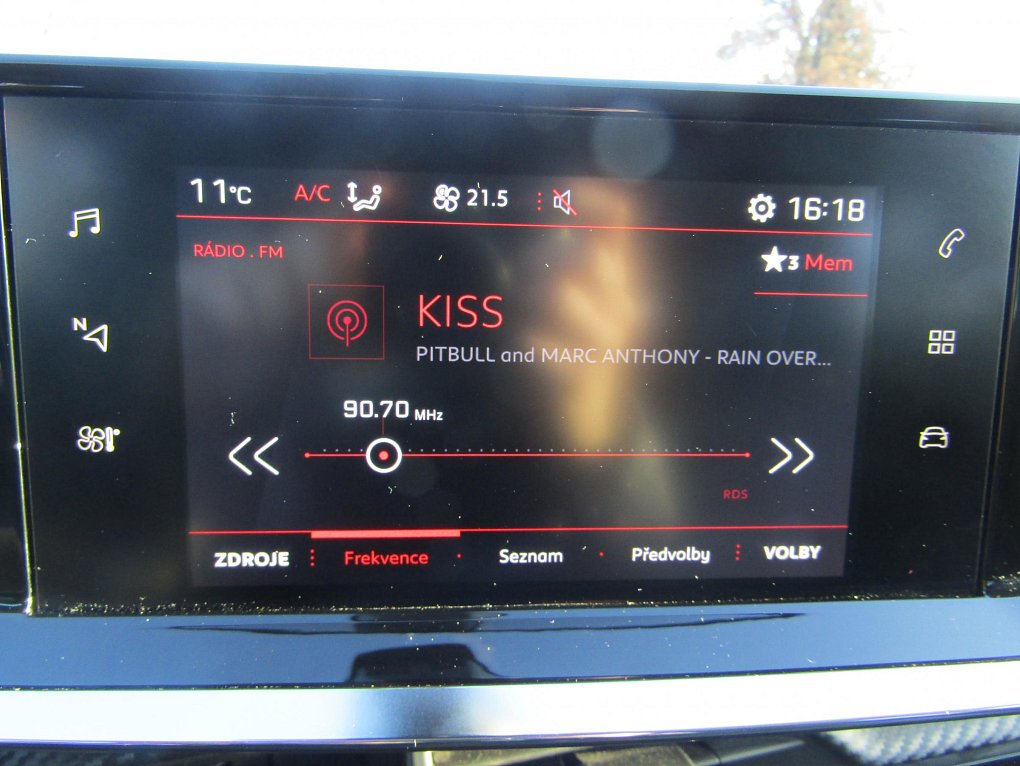 11°C A/C 21.5 16:18
RÁDIO . FM
3 Mem
KISS
N
PITBULL and MARC ANTHONY - RAIN OVER...
90.70 MHz
RDS
ZDROJE Frekvence Seznam Předvolby VOLBY